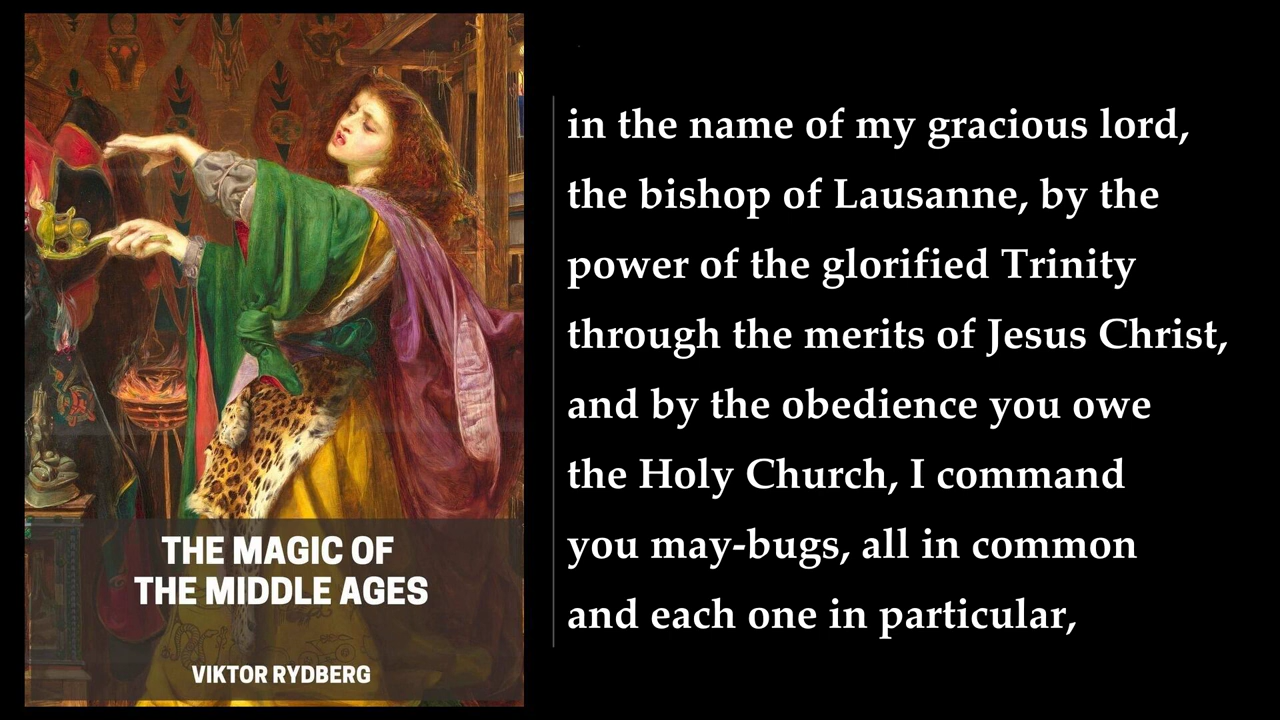 THE MAGIC OF
THE MIDDLE AGES
VIKTOR RYDBERG
in the name of my gracious lord,
the bishop of Lausanne, by the
power of the glorified Trinity
through the merits of Jesus Christ,
and by the obedience you owe
the Holy Church, I command
you may-bugs, all in common
and each one in particular,